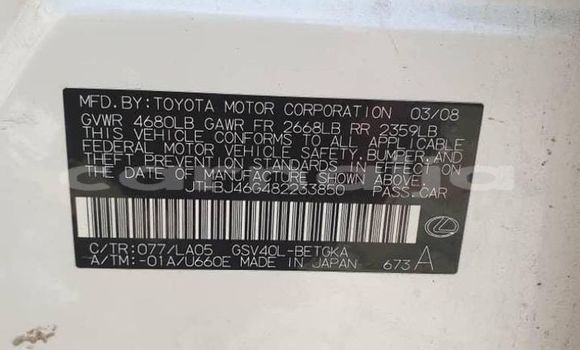 MFD.BY:TOYOTA MOTOR CORPORATION 03/08
GVWR 4680LB GAWR FR 2668LB RR 2359LB
THIS VEHICLE CONFORMS TO ALL APPLICABLE
FEDERAL MOTOR VEHICLE SAFETY,BUMPER,AND
THEFT PREVENTION STANDARDS IN EFFECT ON
THE DATE OF MANUFACTURE SHOWN ABOVE.
JTHBJ46G482233850 PASS.CAR
C/TR:077/LA05 GSV40L-BETGKA
A/TM:-01A/U660E MADE IN JAPAN 673 A